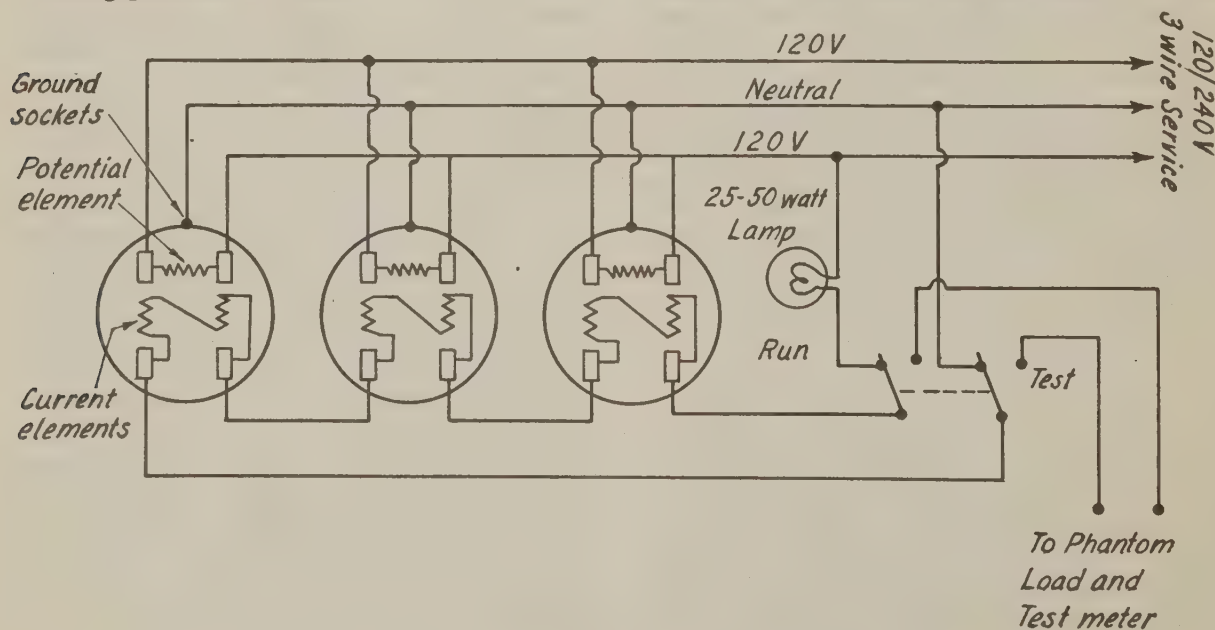 120V
120/240V
3 wire Service
Ground
sockets
Neutral
Potential
element
120V
25-50 watt
Lamp
Run
Test
Current
elements
To Phantom
Load and
Test meter